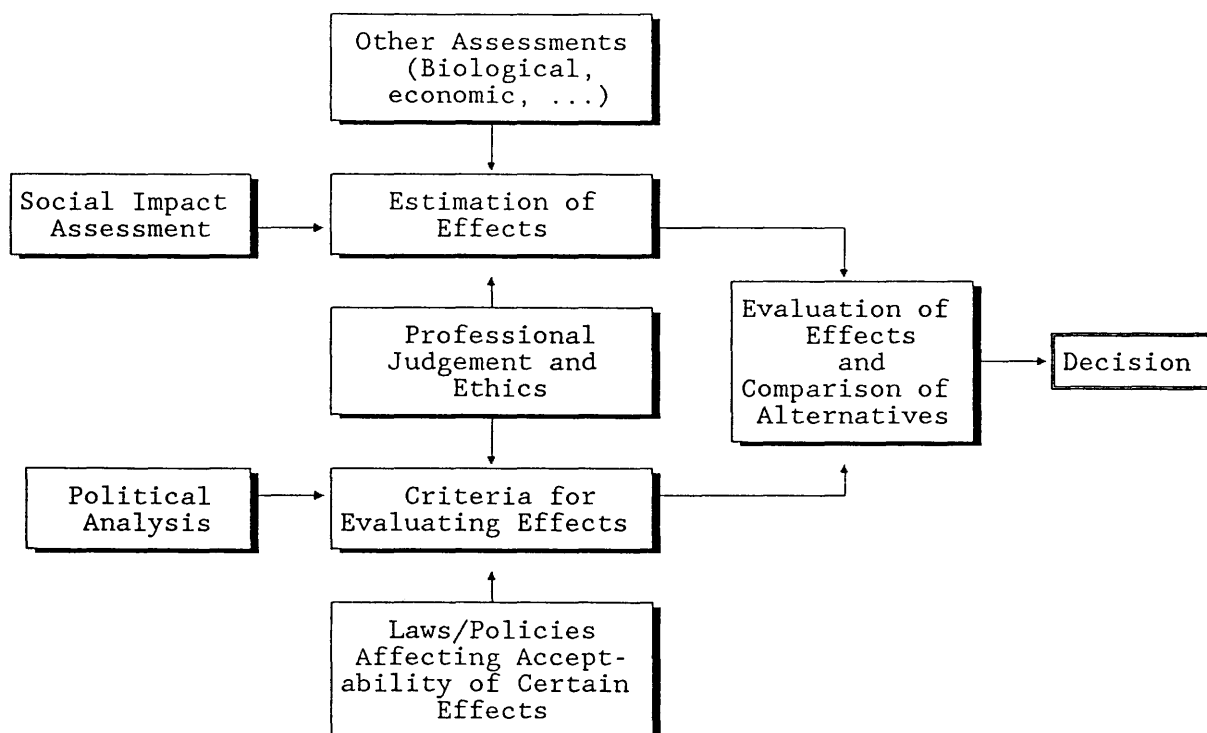 Other Assessments
(Biological,
economic, ...)
Social Impact
Assessment
Estimation of
Effects
Professional
Judgement and
Ethics
Evaluation of
Effects
and
Comparison of
Alternatives
Decision
Political
Analysis
Criteria for
Evaluating Effects
Laws/Policies
Affecting Accept-
ability of Certain
Effects